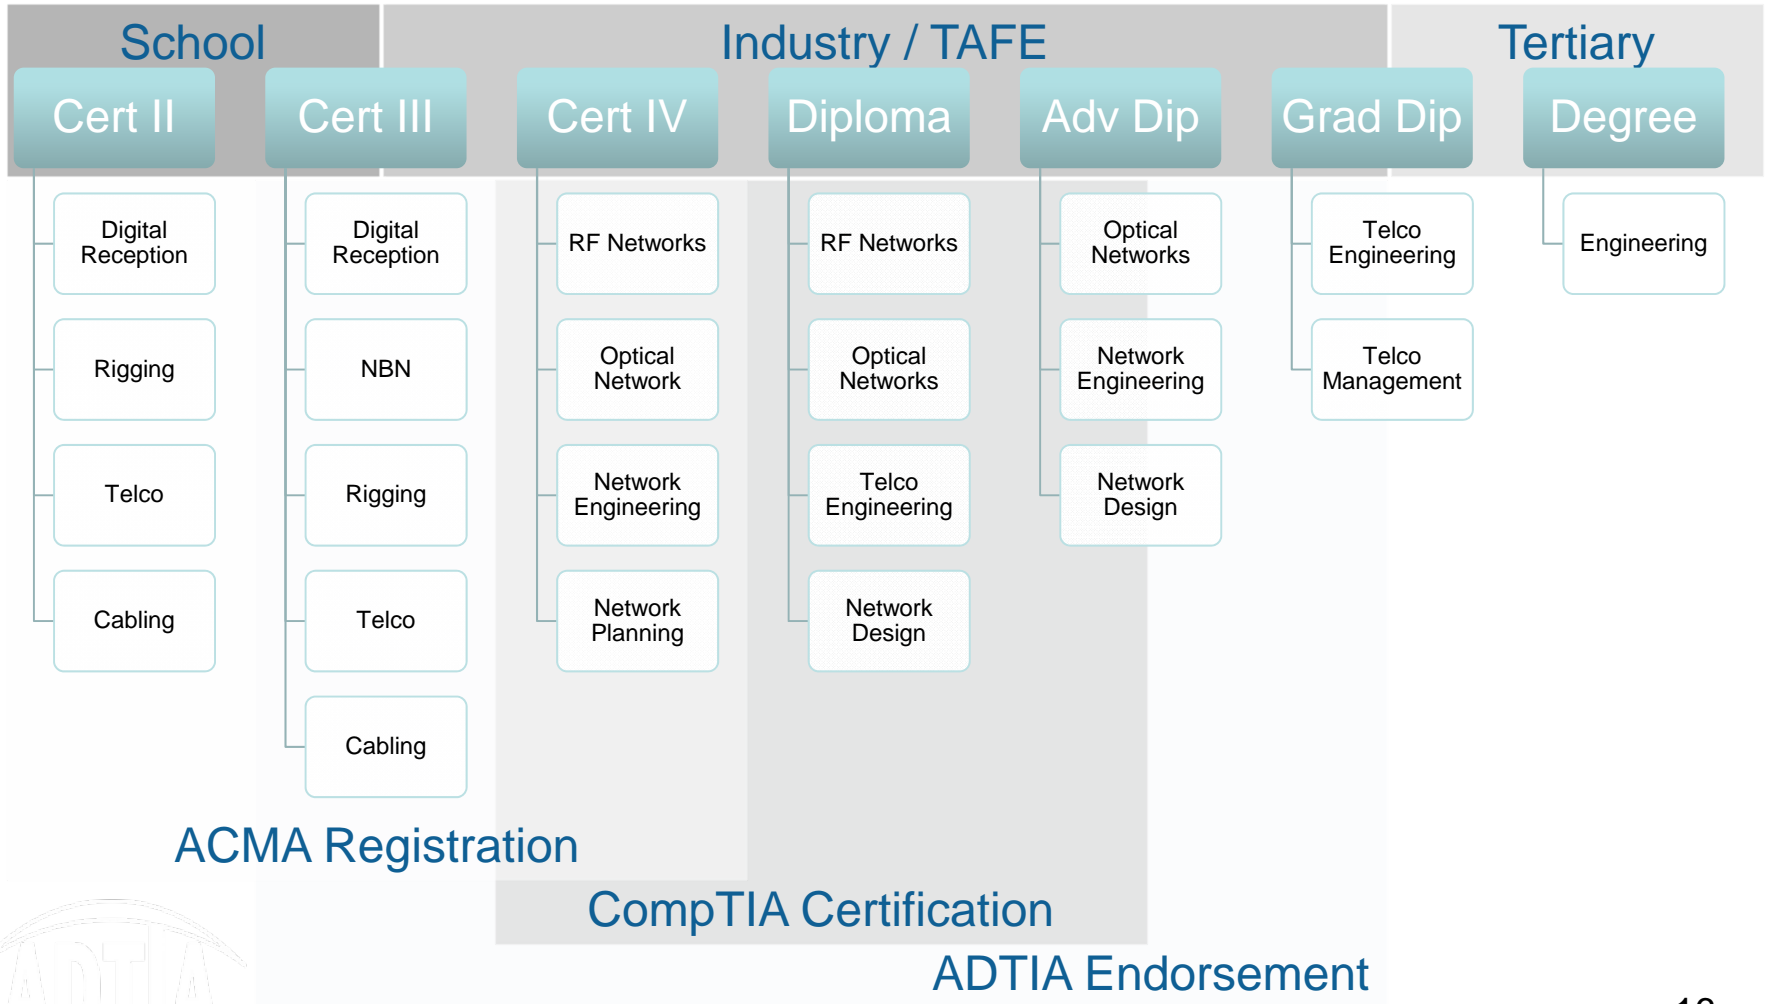 School
Industry / TAFE
Tertiary
Cert II
Cert III
Cert IV
Diploma
Adv Dip
Grad Dip
Degree
Digital
Reception
Rigging
Telco
Cabling
Digital
Reception
NBN
Rigging
Telco
Cabling
RF Networks
Optical
Network
Network
Engineering
Network
Planning
RF Networks
Optical
Networks
Telco
Engineering
Network
Design
Optical
Networks
Network
Engineering
Network
Design
Telco
Engineering
Telco
Management
Engineering
ACMA Registration
CompTIA Certification
ADTIA Endorsement
ADTIA